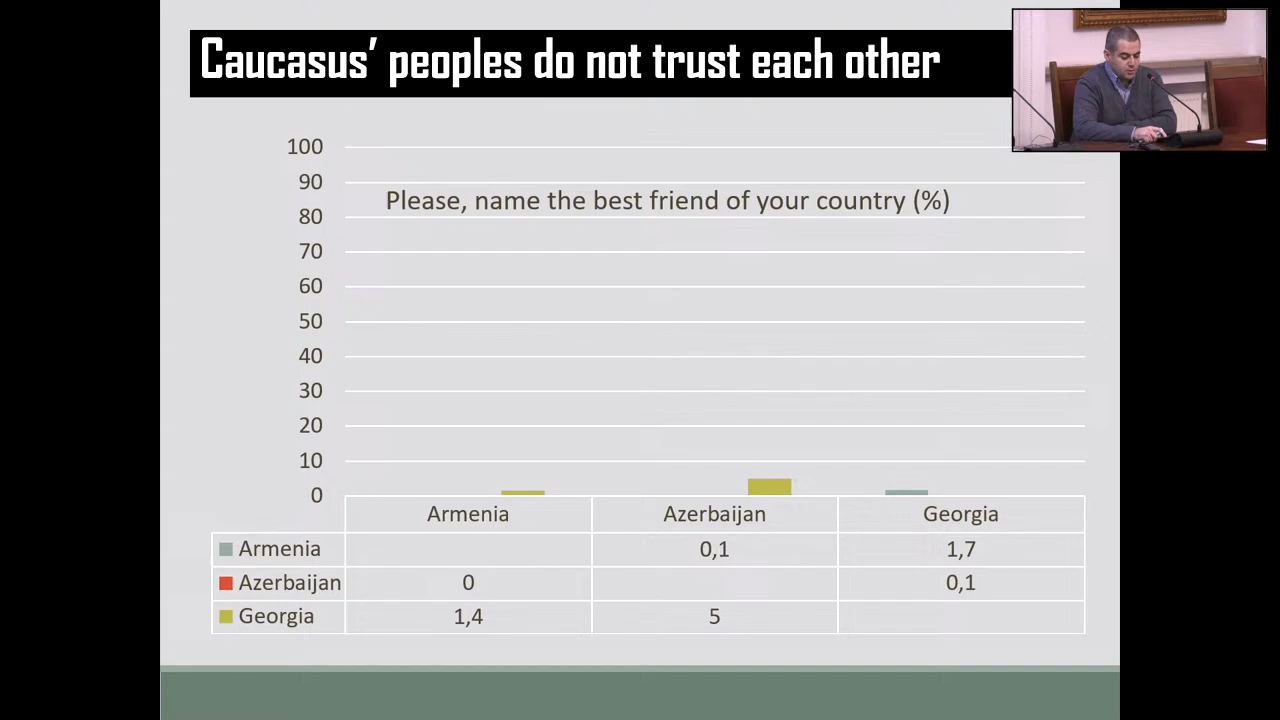 Caucasus’ peoples do not trust each other
100
90
Please, name the best friend of your country (%)
80
70
60
50
40
30
20
10
0
Armenia Azerbaijan Georgia
Armenia 0,1 1,7
Azerbaijan 0 0,1
Georgia 1,4 5